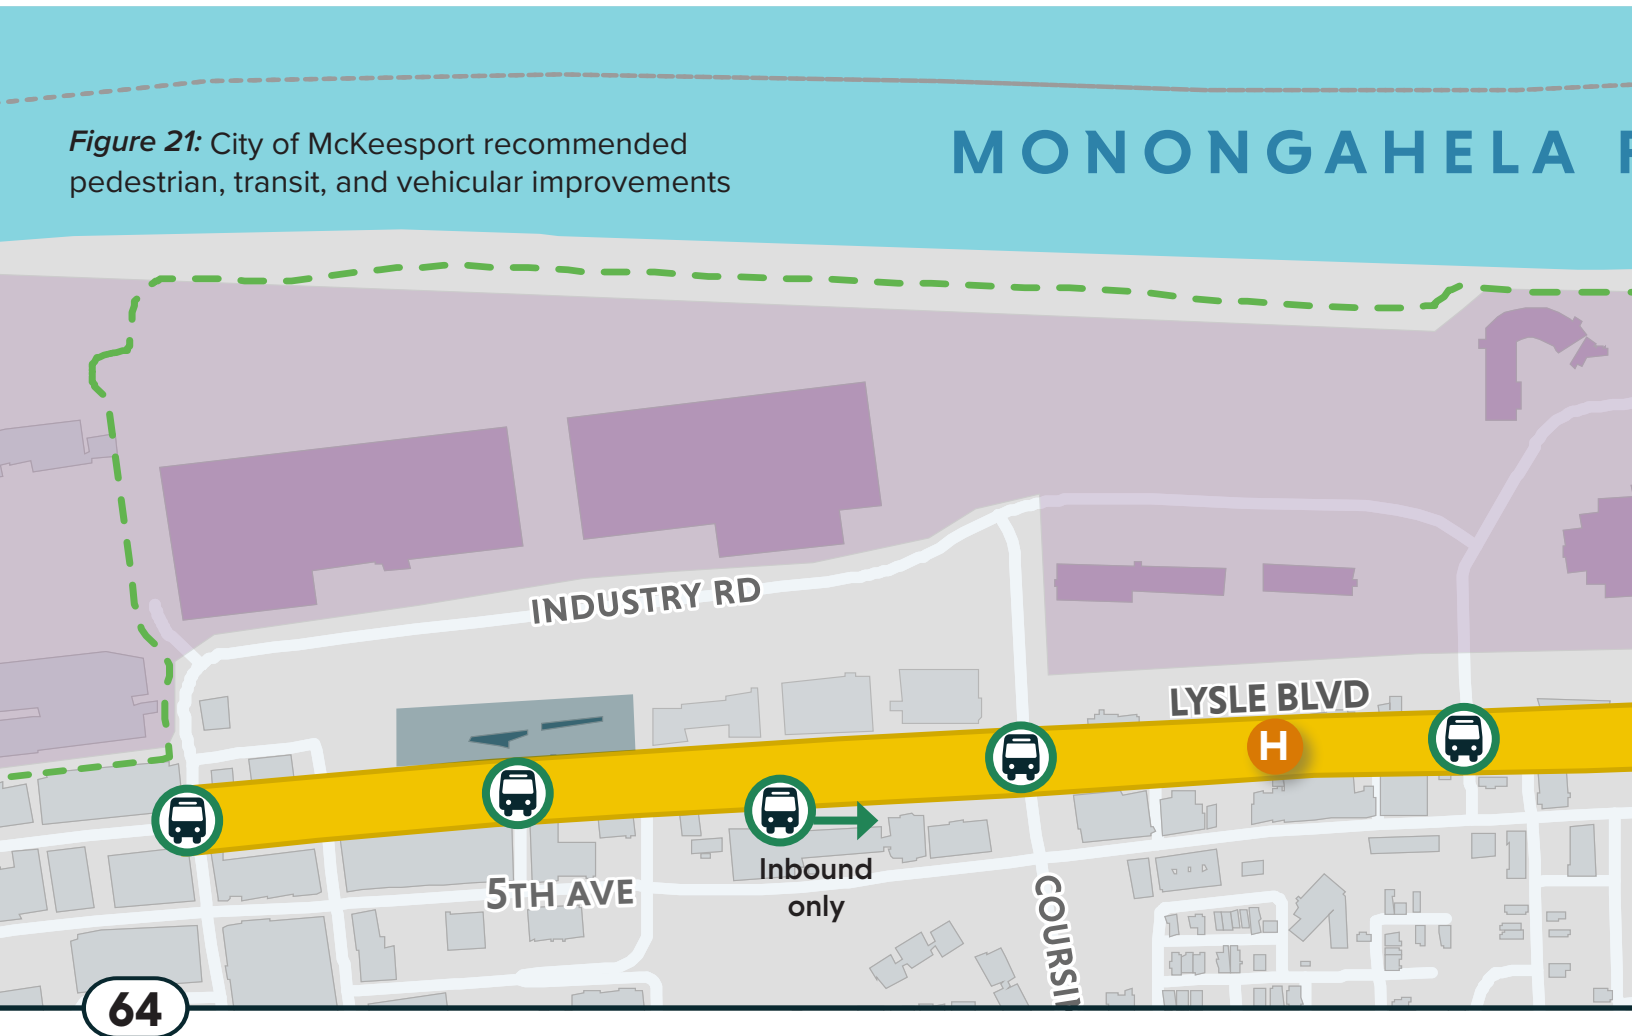 Figure 21: City of McKeesport recommended
pedestrian, transit, and vehicular improvements
MONONGAHELA
INDUSTRY RD
LYSLE BLVD
H
Inbound
only
5TH AVE
64